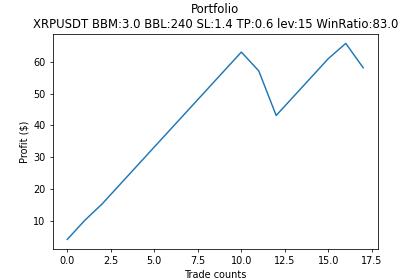 Portfolio
XRPUSDT BBM:3.0 BBL:240 SL:1.4 TP:0.6 lev:15 WinRatio:83.0
60
50
40
30
20
10
Profit ($)
0.0 2.5 5.0 7.5 10.0 12.5 15.0 17.5
Trade counts